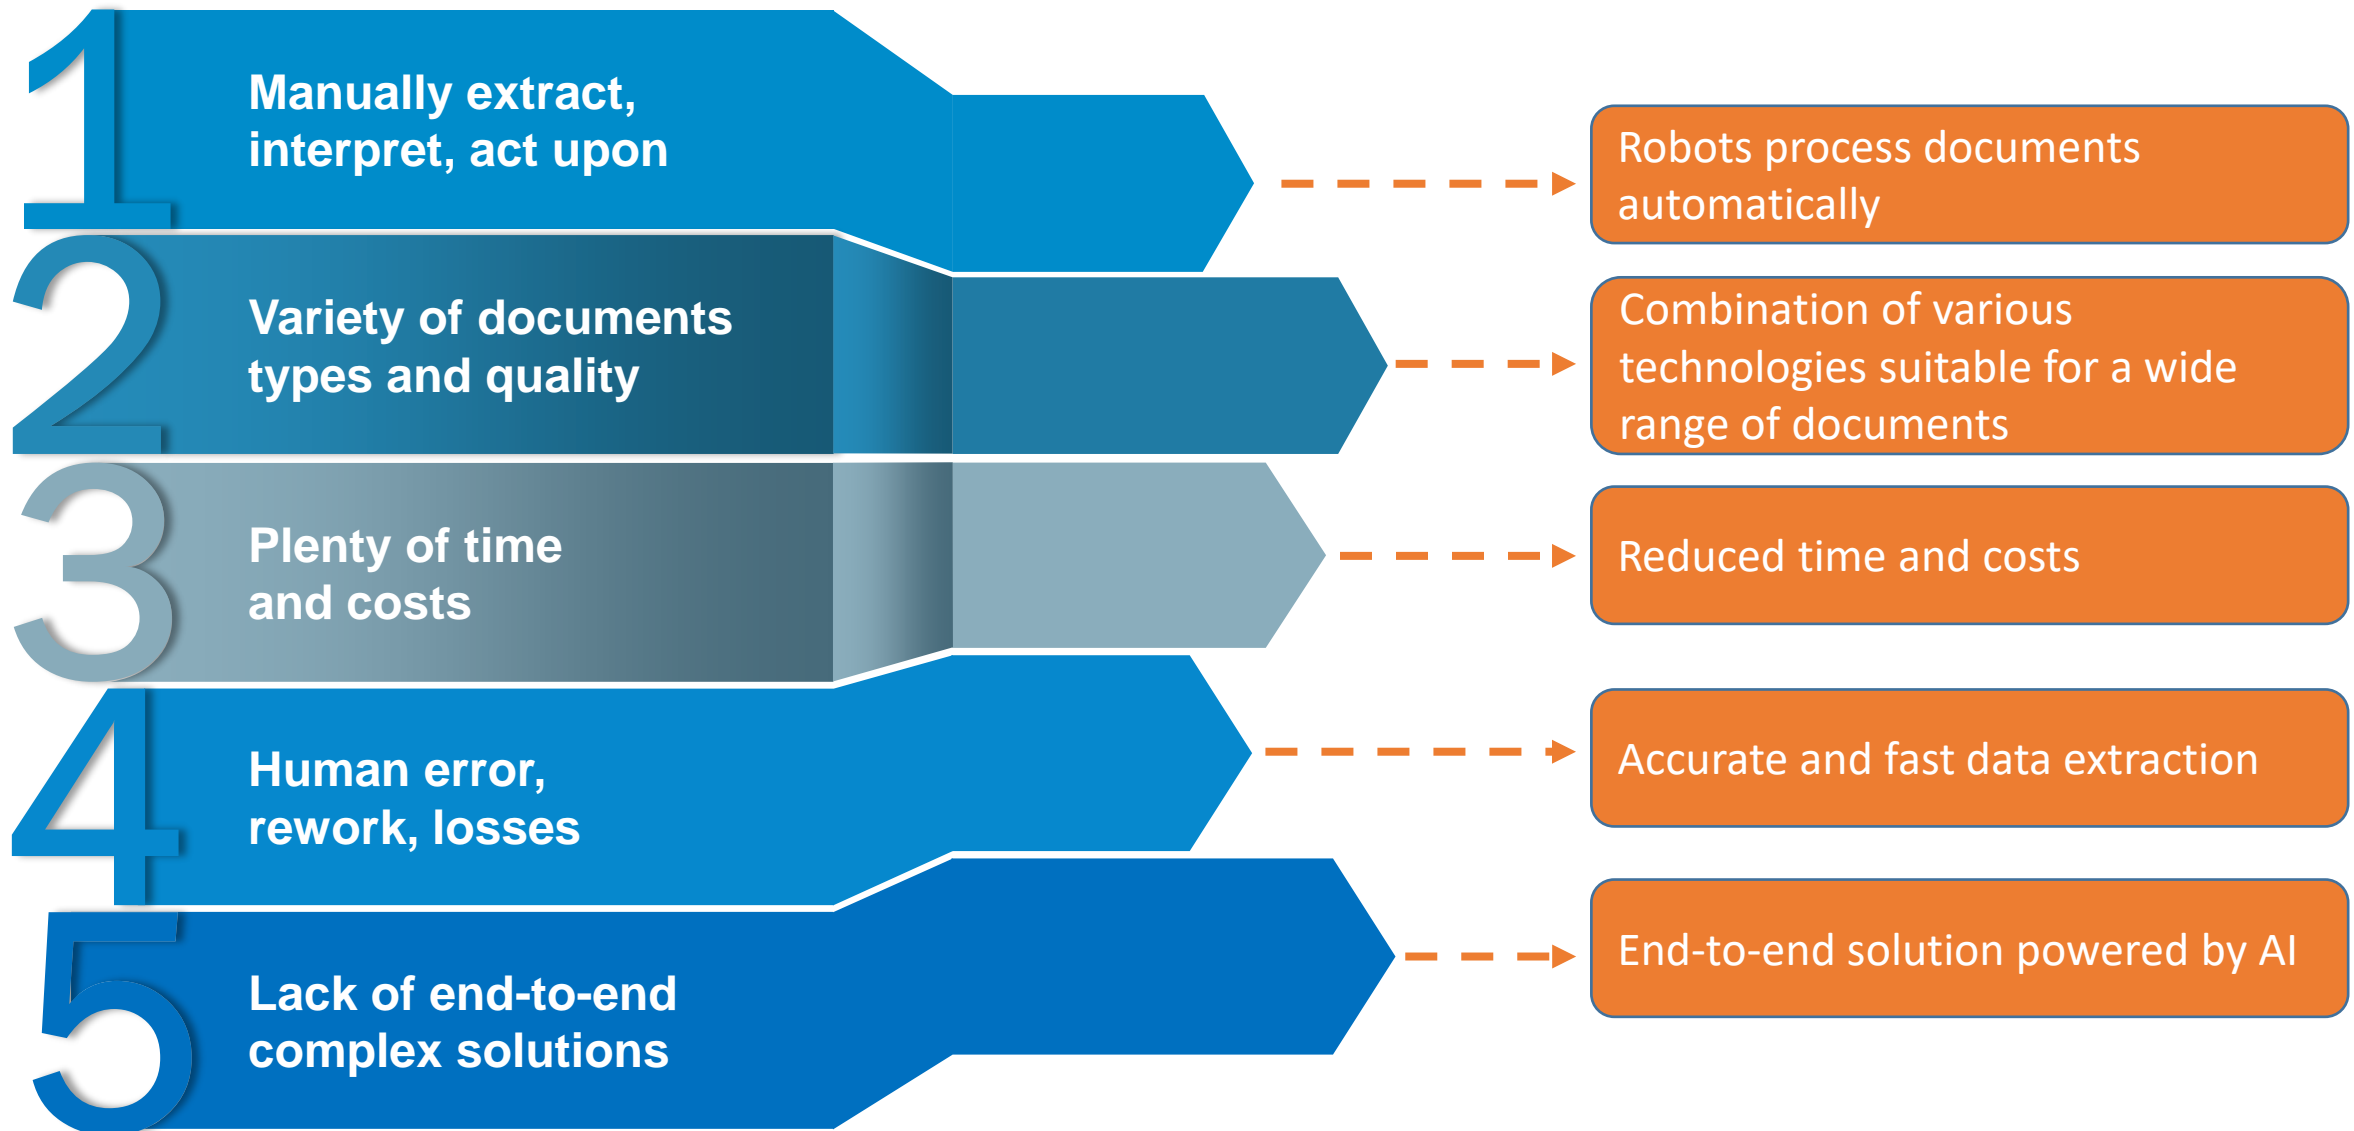 1
Manually extract,
interpret, act upon
Robots process documents
automatically
2
Variety of documents
types and quality
Combination of various
technologies suitable for a wide
range of documents
3
Plenty of time
and costs
Reduced time and costs
4
Human error,
rework, losses
Accurate and fast data extraction
5
Lack of end-to-end
complex solutions
End-to-end solution powered by AI